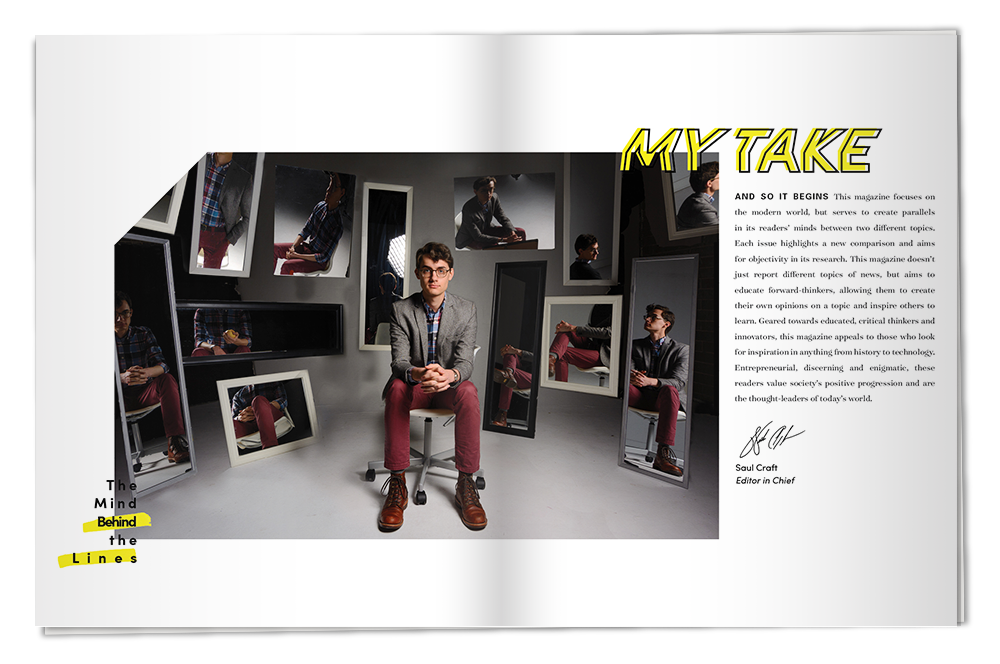 MY TAKE
AND SO IT BEGINS This magazine focuses on
the modern world, but serves to create parallels
in its readers' minds between two different topics.
Each issue highlights a new comparison and aims
for objectivity in its research. This magazine doesn't
just report different topics of news, but aims to
educate forward-thinkers, allowing them to create
their own opinions on a topic and inspire others to
learn. Geared towards educated, critical thinkers and
innovators, this magazine appeals to those who look
for inspiration in anything from history to technology.
Entrepreneurial, discerning and enigmatic, these
readers value society's positive progression and are
the thought-leaders of today's world.
Saul Craft
Editor in Chief
The
Mind
Behind
the
Lines